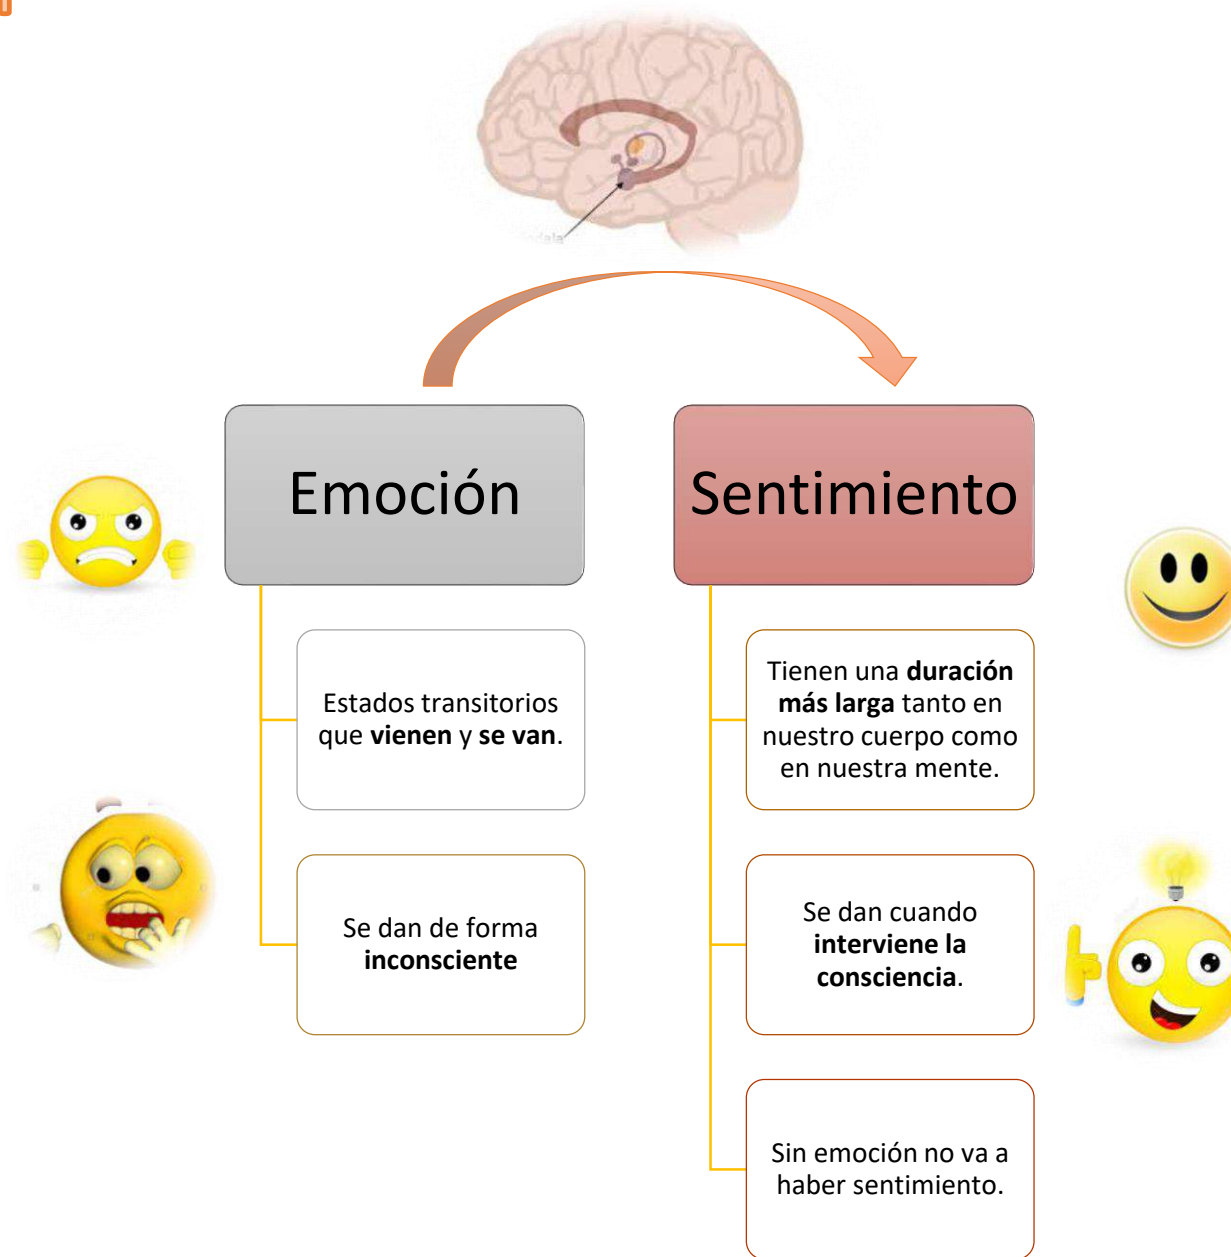 Emoción
Sentimiento
Estados transitorios
que vienen y se van.
Se dan de forma
inconsciente
Tienen una duración
más larga tanto en
nuestro cuerpo como
en nuestra mente.
Se dan cuando
interviene la
consciencia.
Sin emoción no va a
haber sentimiento.